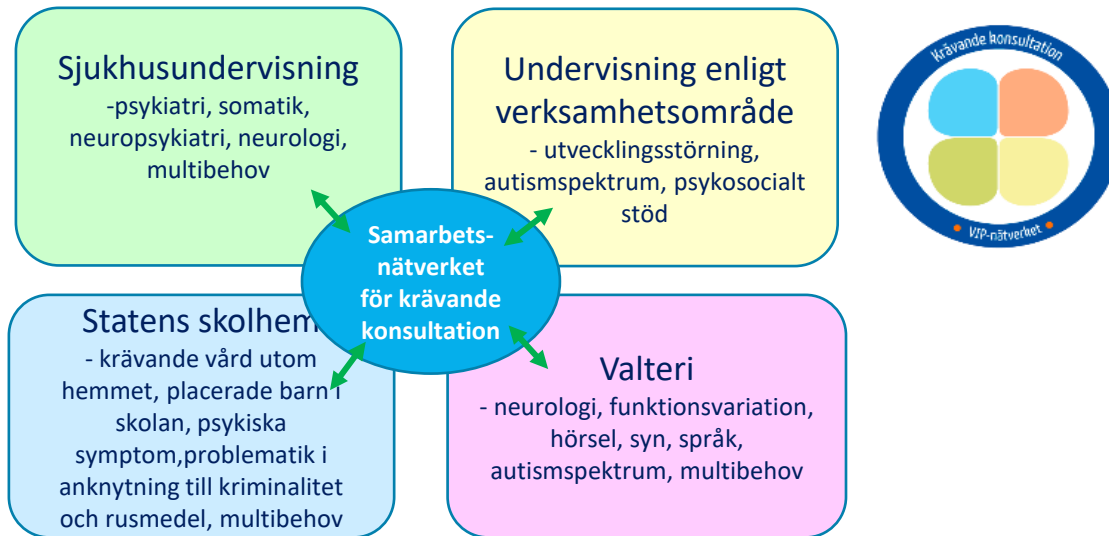 Sjukhusundervisning
-psykiatri, somatik,
neuropsykiatri, neurologi,
multibehov
Undervisning enligt
verksamhetsområde
- utvecklingsstörning,
autismspektrum, psykosocialt
stöd
Krävande konsultation
VIP-nätverket
Samarbets-
nätverket
för krävande
konsultation
Statens skolhem
- krävande vård utom
hemmet, placerade barn i
skolan, psykiska
symptom,problematik i
anknytning till kriminalitet
och rusmedel, multibehov
Valteri
- neurologi, funktionsvariation,
hörsel, syn, språk,
autismspektrum, multibehov